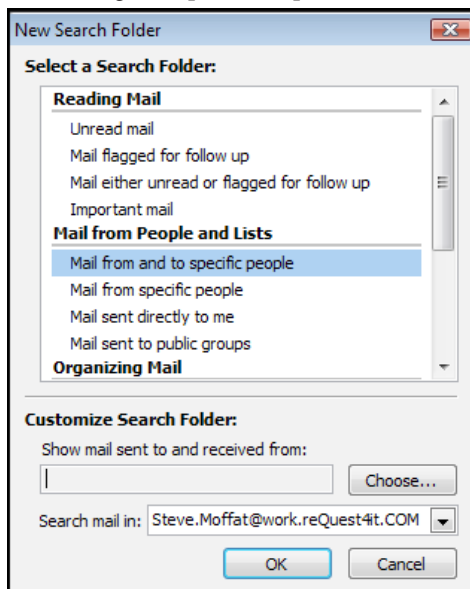 New Search Folder
Select a Search Folder:
Reading Mail
Unread mail
Mail flagged for follow up
Mail either unread or flagged for follow up
Important mail
Mail from People and Lists
Mail from and to specific people
Mail from specific people
Mail sent directly to me
Mail sent to public groups
Organizing Mail
Customize Search Folder:
Show mail sent to and received from:
Choose...
Search mail in: Steve.Moffat@work.reQuest4it.COM
OK Cancel